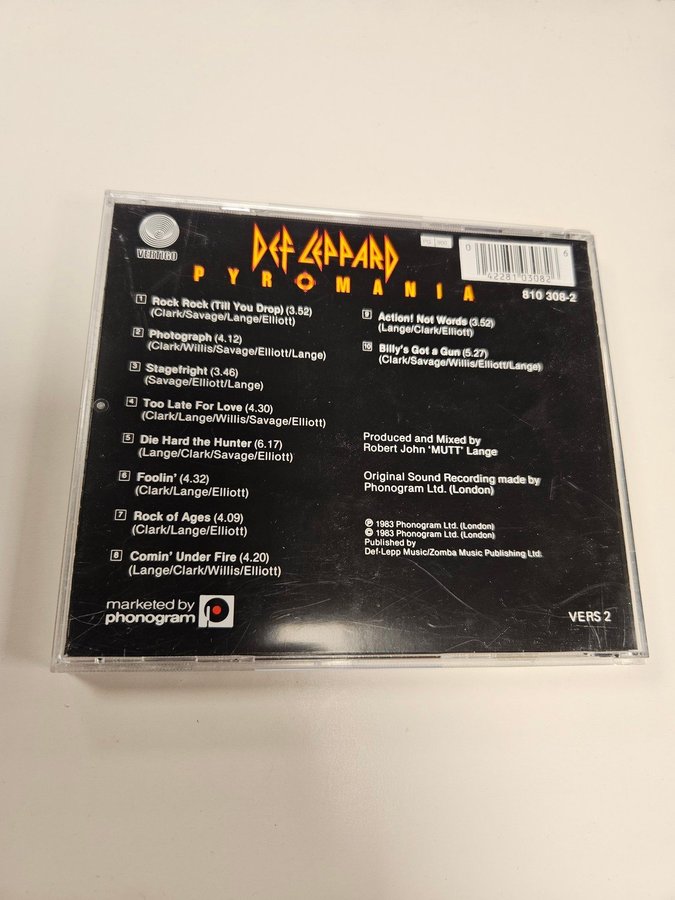 VERTIGO
DEF LEPPARD
PYROMANIA
0 42281 03082 6
810 308-2
1 Rock Rock (Till You Drop) (3.52)
(Clark/Savage/Lange/Elliott)
2 Photograph (4.12)
(Clark/Willis/Savage/Elliott/Lange)
3 Stagefright (3.46)
(Savage/Elliott/Lange)
4 Too Late For Love (4.30)
(Clark/Lange/Willis/Savage/Elliott)
5 Die Hard the Hunter (6.17)
(Lange/Clark/Savage/Elliott)
6 Foolin' (4.32)
(Clark/Lange/Elliott)
7 Rock of Ages (4.09)
(Clark/Lange/Elliott)
8 Comin' Under Fire (4.20)
(Lange/Clark/Willis/Elliott)
9 Action! Not Words (3.52)
(Lange/Clark/Elliott)
10 Billy's Got a Gun (5.27)
(Clark/Savage/Willis/Elliott/Lange)
Produced and Mixed by
Robert John 'MUTT' Lange
Original Sound Recording made by
Phonogram Ltd. (London)
℗ 1983 Phonogram Ltd. (London)
© 1983 Phonogram Ltd. (London)
Published by
Def-Lepp Music/Zomba Music Publishing Ltd.
marketed by
phonogram
VERS 2